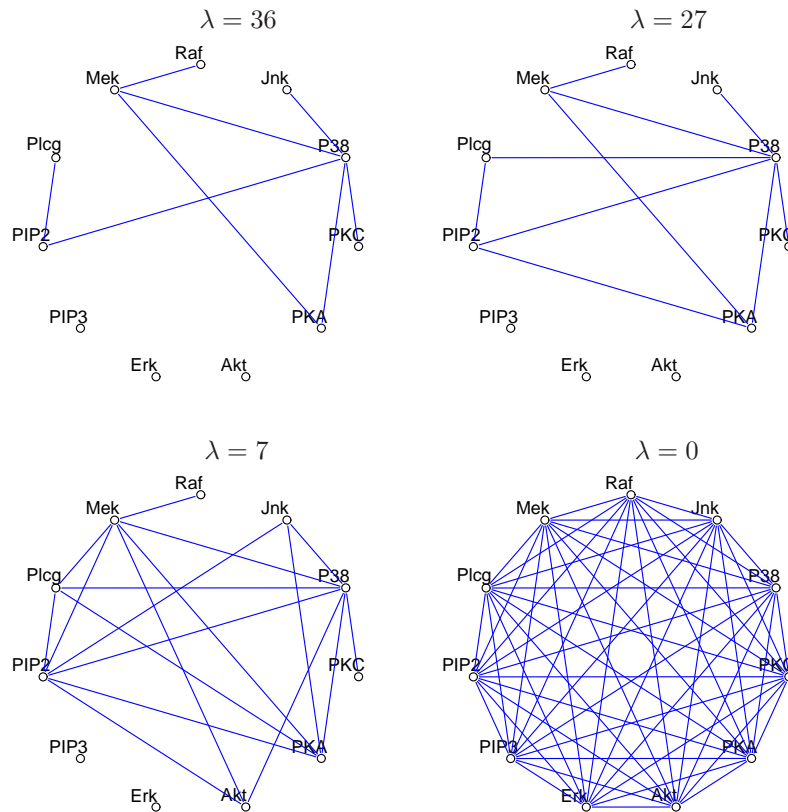 λ = 36
Raf
Mek
Jnk
Plcg
P38
PIP2
PKC
PIP3
PKA
Erk
Akt
λ = 27
Raf
Mek
Jnk
Plcg
P38
PIP2
PKC
PIP3
PKA
Erk
Akt
λ = 7
Raf
Mek
Jnk
Plcg
P38
PIP2
PKC
PIP3
PKA
Erk
Akt
λ = 0
Raf
Mek
Jnk
Plcg
P38
PIP2
PKC
PIP3
PKA
Erk
Akt